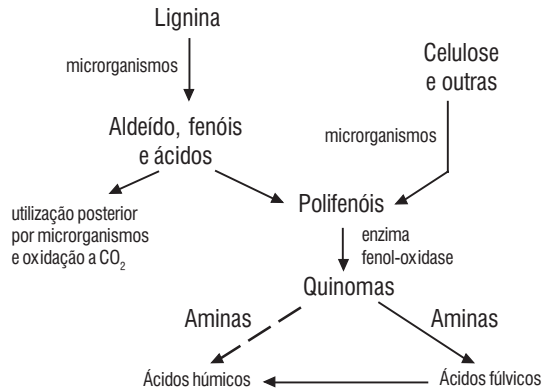 Lignina
microrganismos
Celulose
e outras
Aldeído, fenóis
e ácidos
microrganismos
utilização posterior
por microrganismos
e oxidação a CO₂
Polifenóis
enzima
fenol-oxidase
Quinomas
Aminas
Aminas
Ácidos húmicos
Ácidos fúlvicos